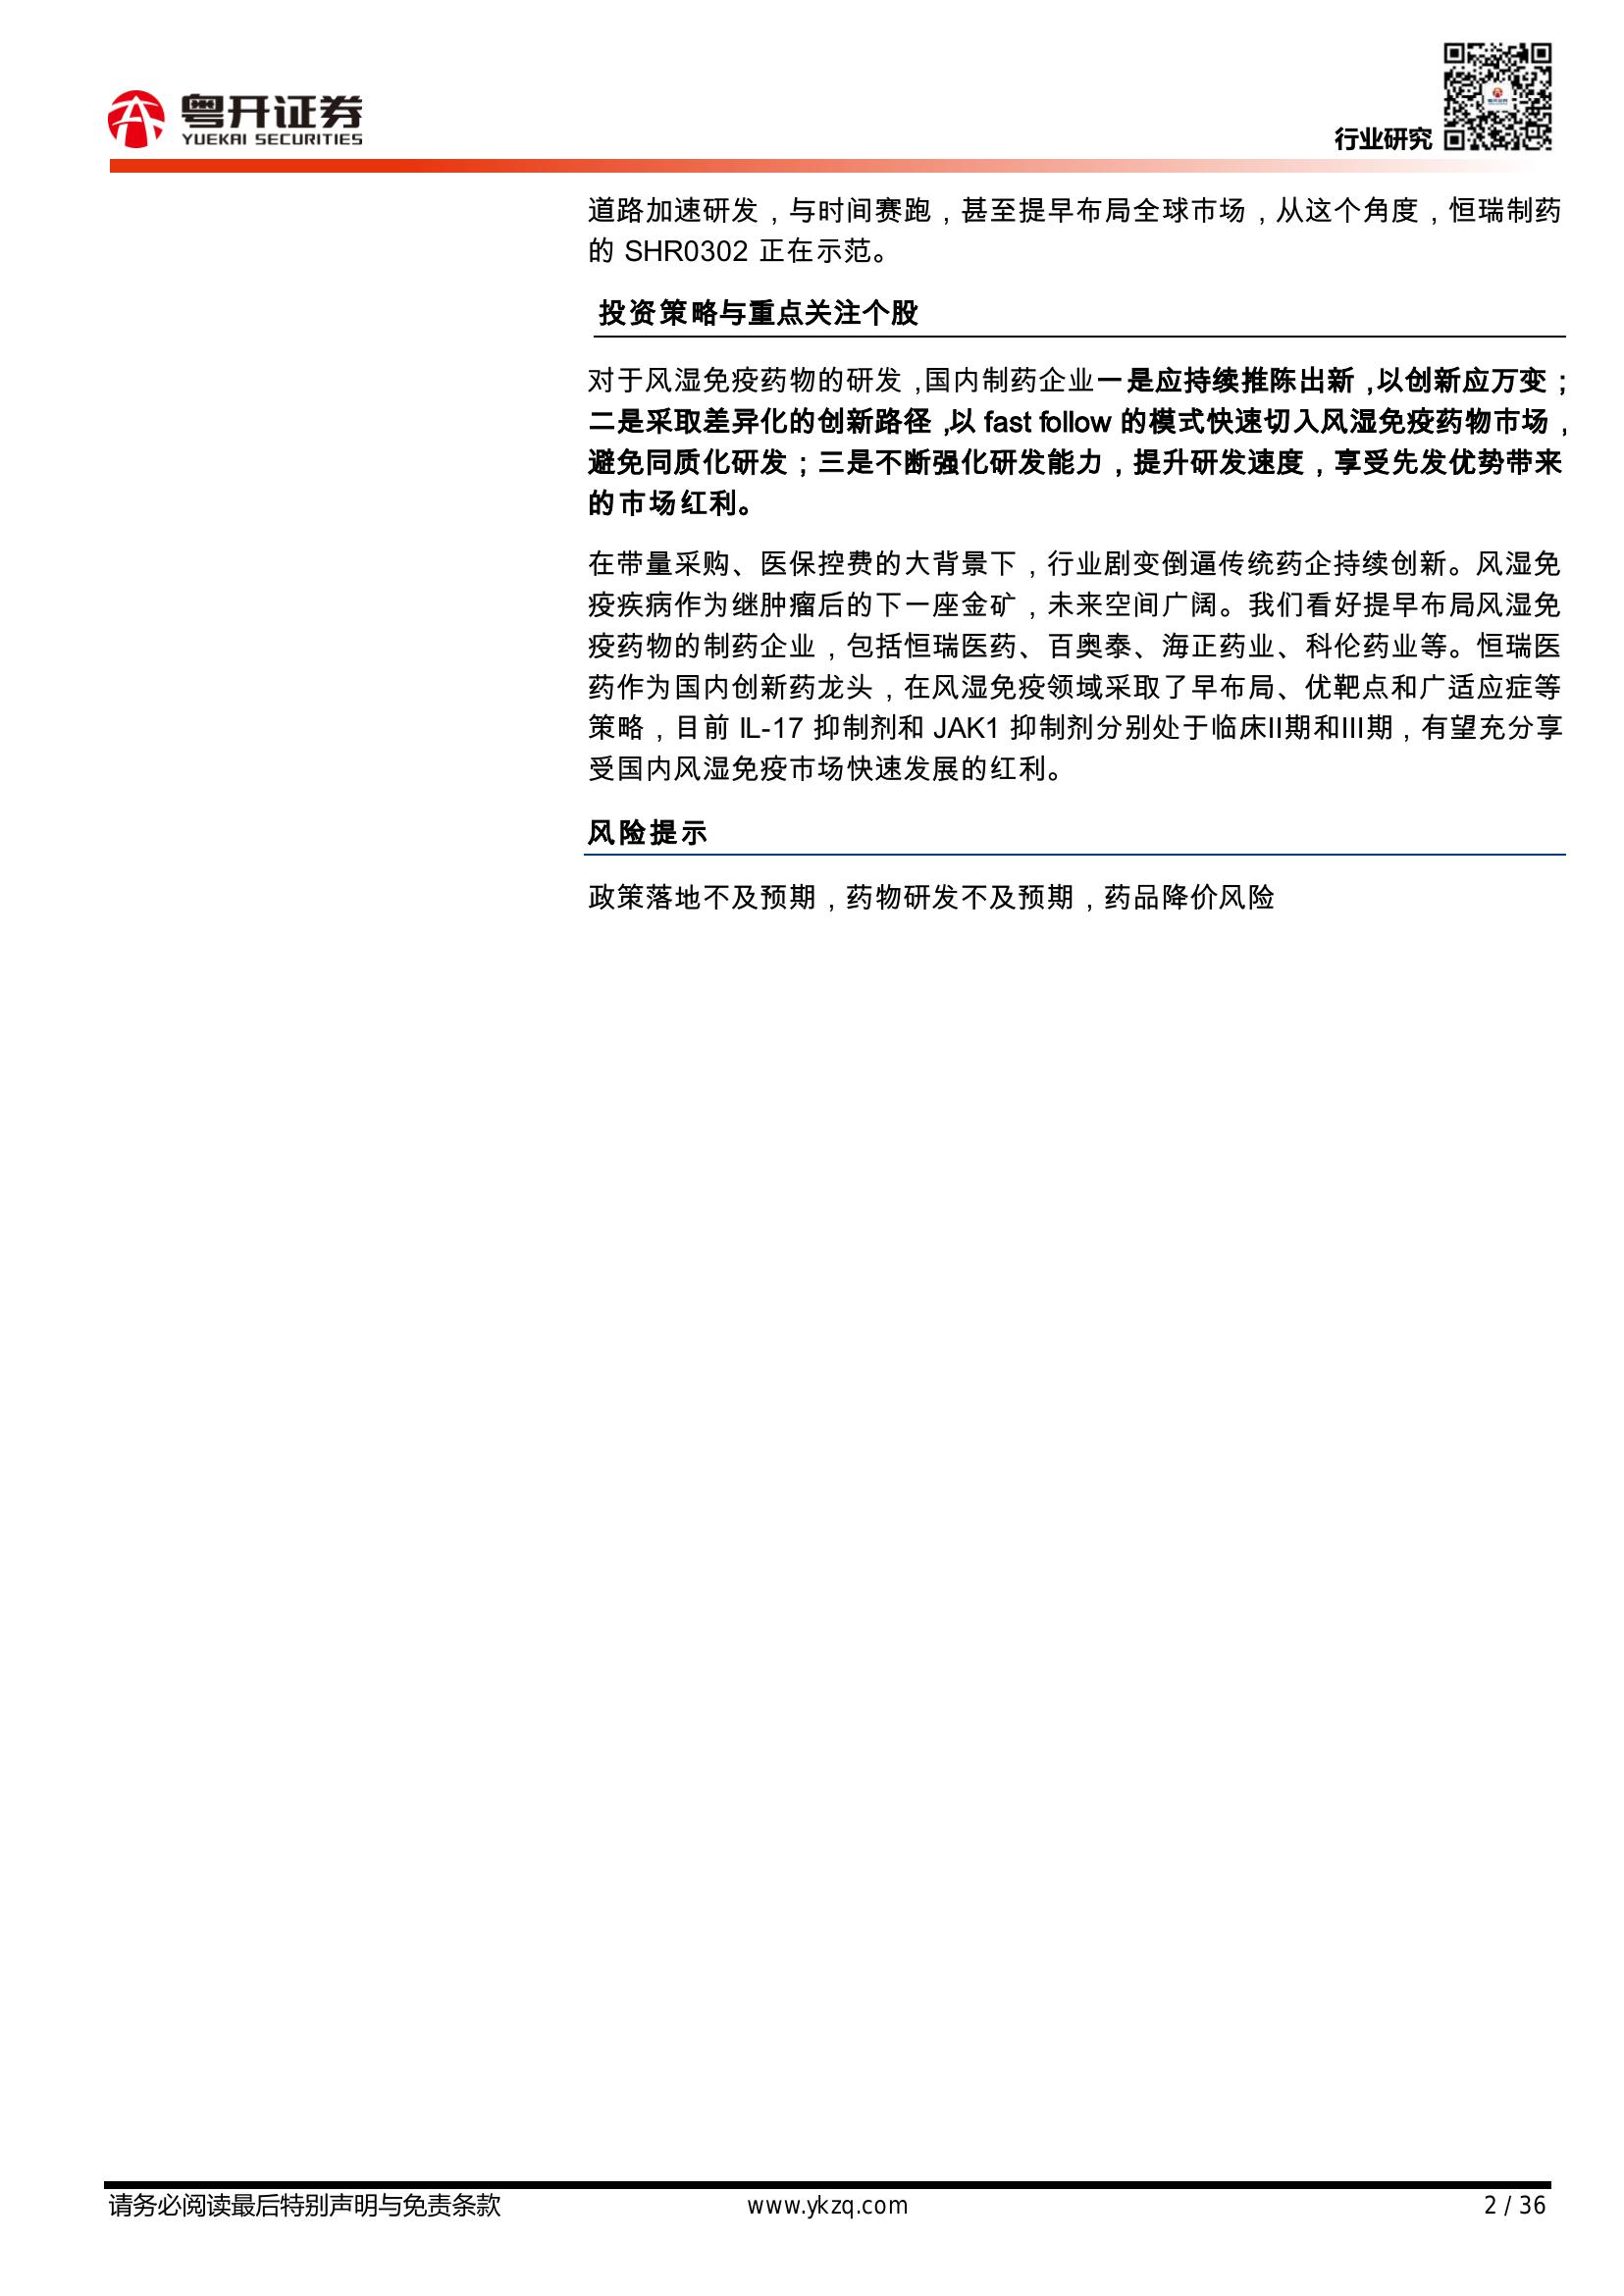 粤开证券
YUEKAI SECURITIES
行业研究
道路加速研发，与时间赛跑，甚至提早布局全球市场，从这个角度，恒瑞制药
的 SHR0302 正在示范。
投资策略与重点关注个股
对于风湿免疫药物的研发，国内制药企业一是应持续推陈出新，以创新应万变；
二是采取差异化的创新路径，以 fast follow 的模式快速切入风湿免疫药物市场，
避免同质化研发；三是不断强化研发能力，提升研发速度，享受先发优势带来
的市场红利。
在带量采购、医保控费的大背景下，行业剧变倒逼传统药企持续创新。风湿免
疫疾病作为继肿瘤后的下一座金矿，未来空间广阔。我们看好提早布局风湿免
疫药物的制药企业，包括恒瑞医药、百奥泰、海正药业、科伦药业等。恒瑞医
药作为国内创新药龙头，在风湿免疫领域采取了早布局、优靶点和广适应症等
策略，目前 IL-17 抑制剂和 JAK1 抑制剂分别处于临床II期和III期，有望充分享
受国内风湿免疫市场快速发展的红利。
风险提示
政策落地不及预期，药物研发不及预期，药品降价风险
请务必阅读最后特别声明与免责条款
www.ykzq.com
2 / 36